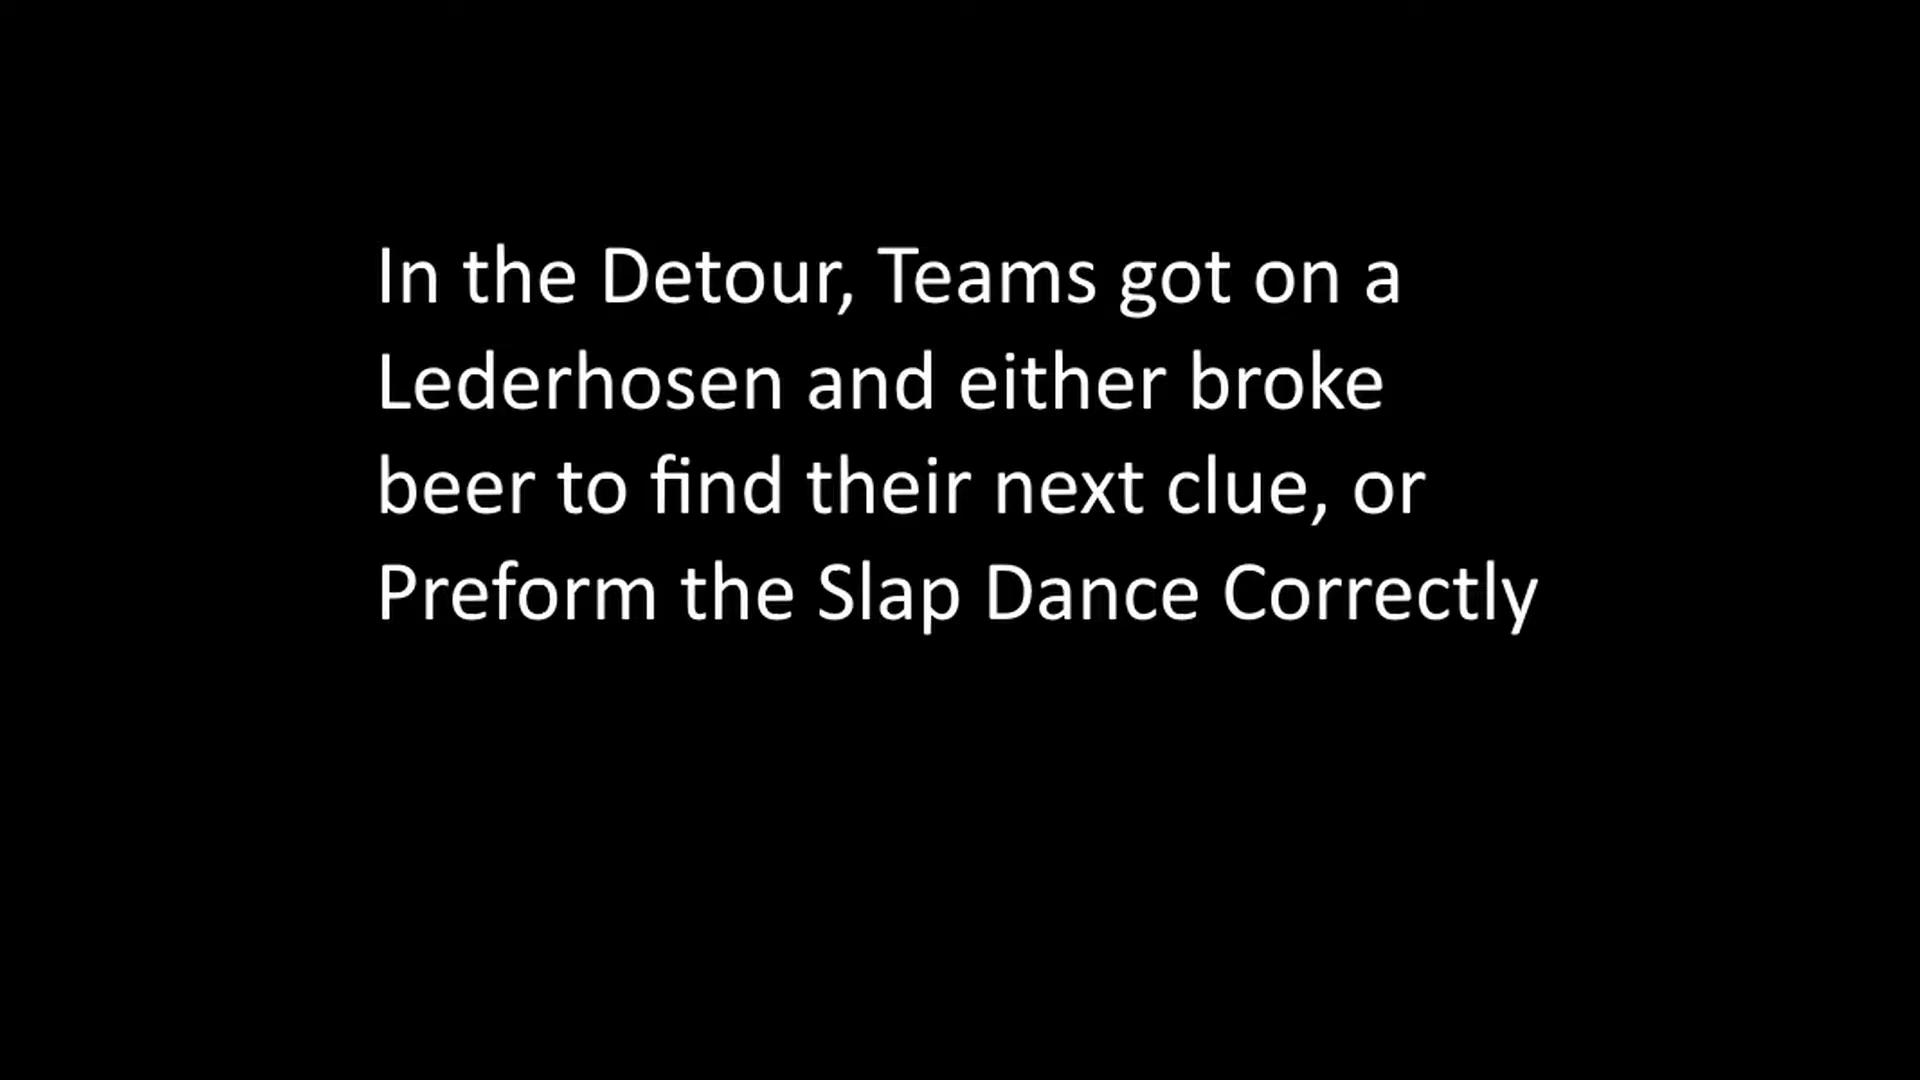 In the Detour, Teams got on a
Lederhosen and either broke
beer to find their next clue, or
Preform the Slap Dance Correctly